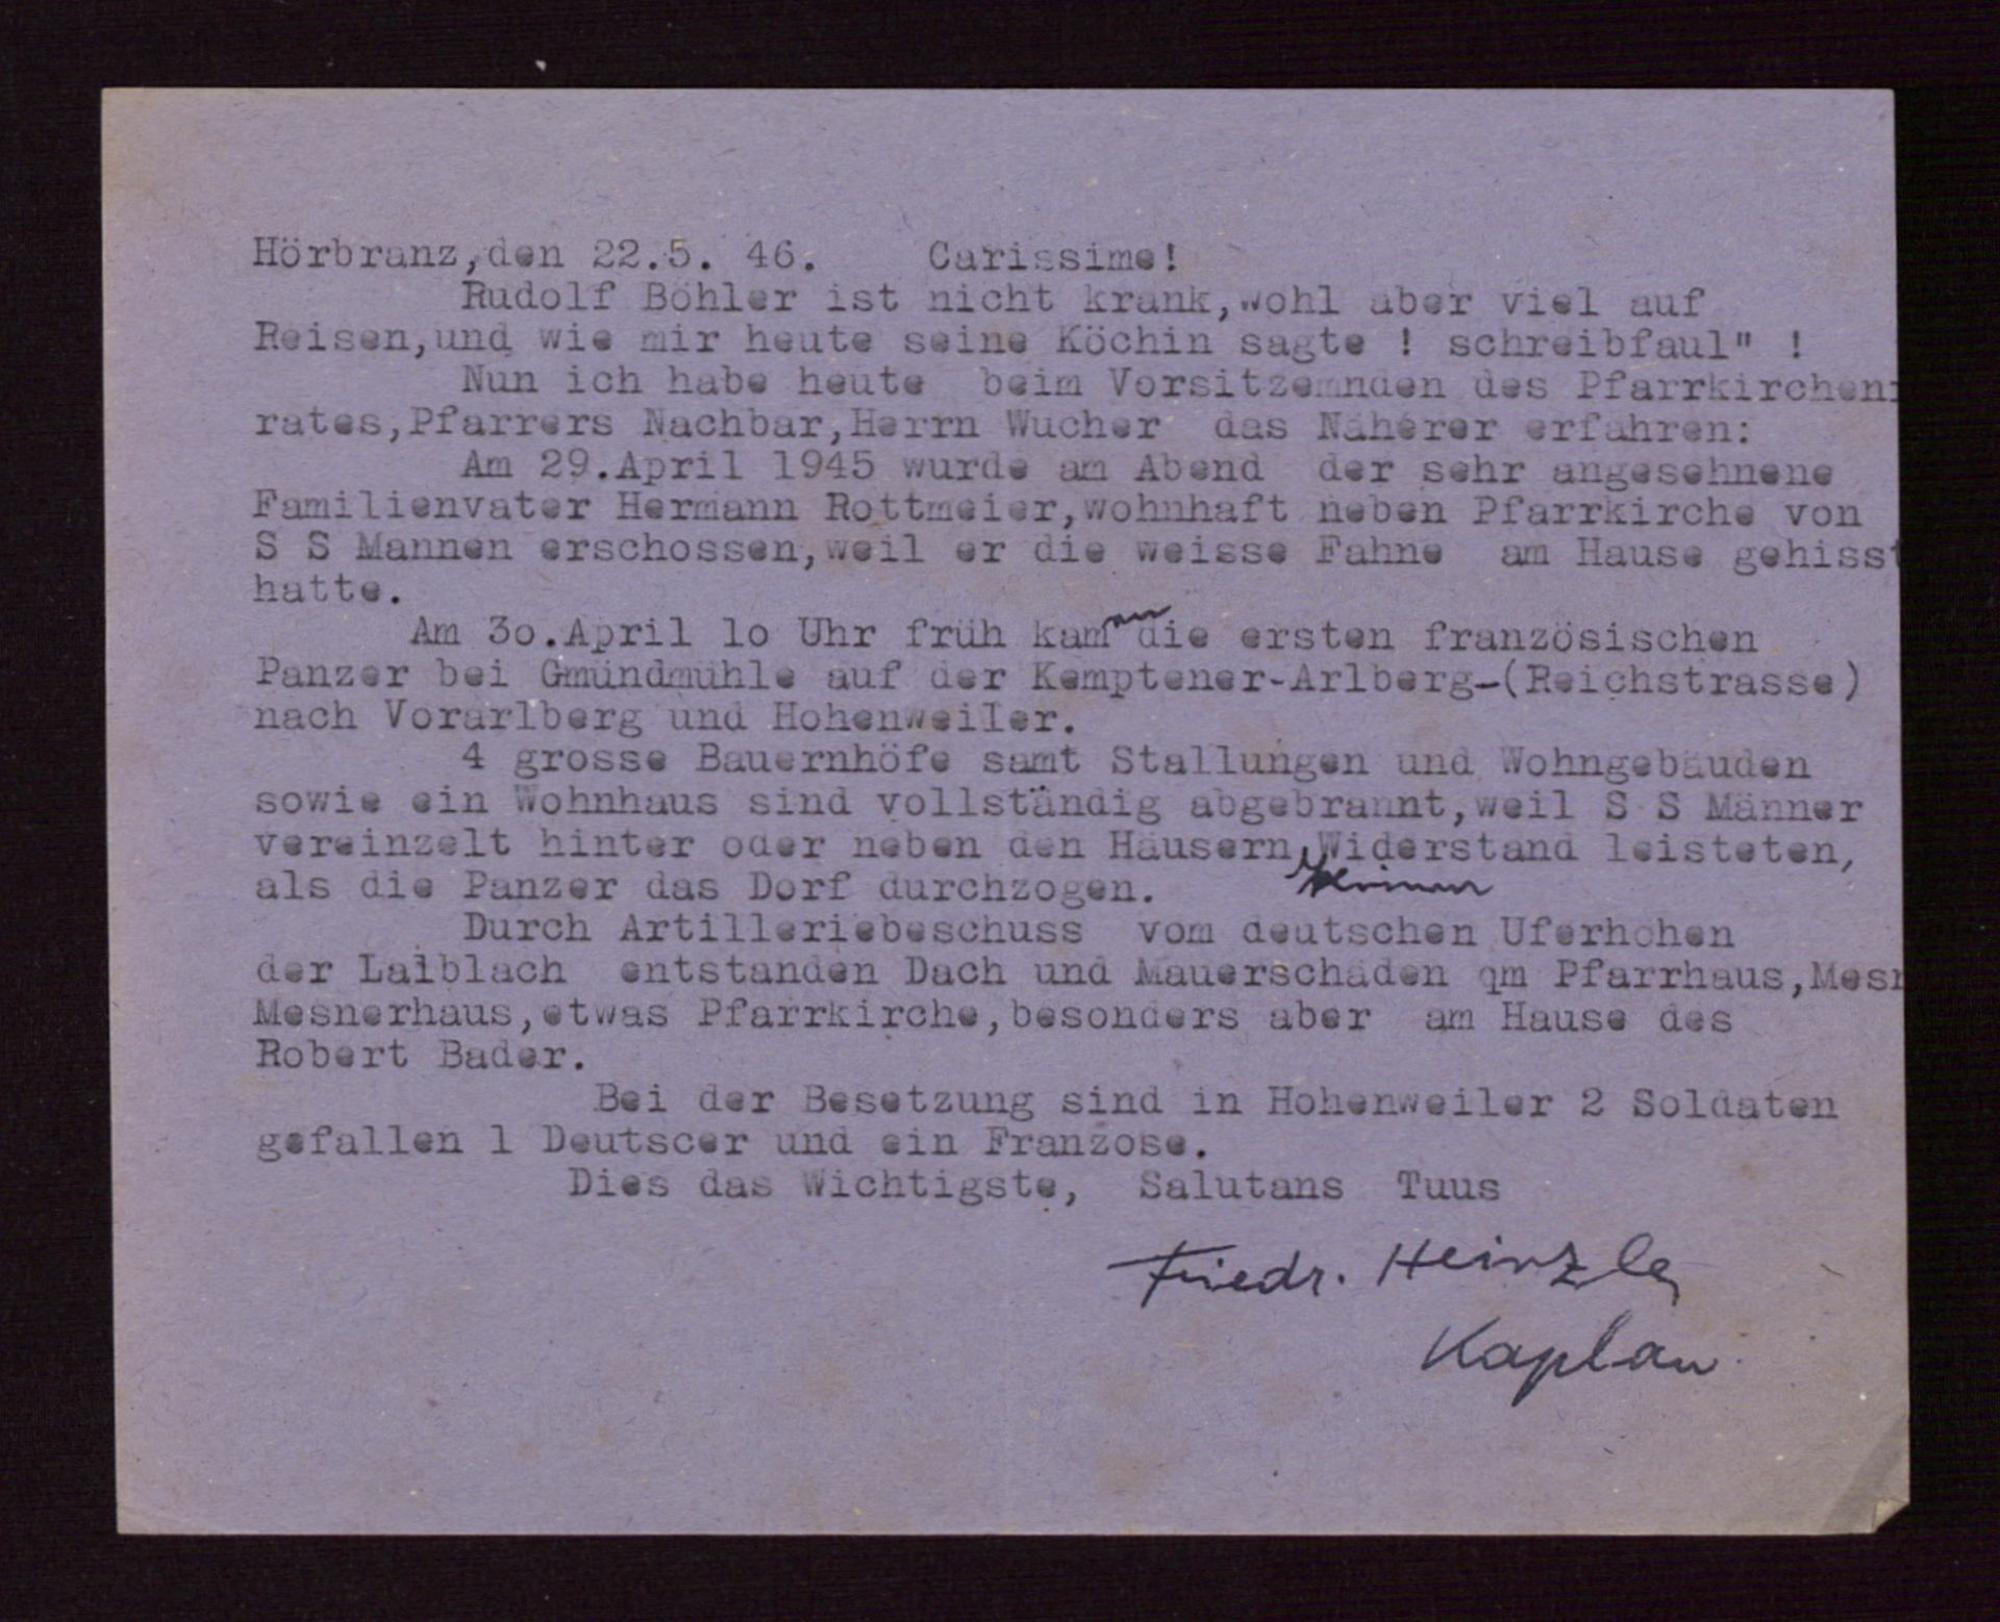 Hörbranz,den 22.5. 46. Carissime!
Rudolf Böhler ist nicht krank,wohl aber viel auf
Reisen,und wie mir heute seine Köchin sagte ! schreibfaul" !
Nun ich habe heute beim Vorsitzemnden des Pfarrkirchenr
rates,Pfarrers Nachbar,Herrn Wucher das Näherer erfahren:
Am 29.April 1945 wurde am Abend der sehr angesehnene
Familienvater Hermann Rottmeier,wohnhaft neben Pfarrkirche von
S S Mannen erschossen,weil er die weisse Fahne am Hause gehisst
hatte.
Am 3o.April 1o Uhr früh kamen die ersten französischen
Panzer bei Gmündmühle auf der Kemptener-Arlberg-(Reichstrasse)
nach Vorarlberg und Hohenweiler.
4 grosse Bauernhöfe samt Stallungen und Wohngebäuden
sowie ein Wohnhaus sind vollständig abgebrannt,weil S S Männer
vereinzelt hinter oder neben den Häusern Widerstand leisteten,
als die Panzer das Dorf durchzogen.
Durch Artilleriebeschuss vom deutschen Uferhöhen
der Laiblach entstanden Dach und Mauerschäden qm Pfarrhaus,Mesn
Mesnerhaus,etwas Pfarrkirche,besonders aber am Hause des
Robert Bader.
Bei der Besetzung sind in Hohenweiler 2 Soldaten
gefallen 1 Deutscer und ein Franzose.
Dies das Wichtigste, Salutans Tuus
Friedr. Heinzle,
Kaplan.